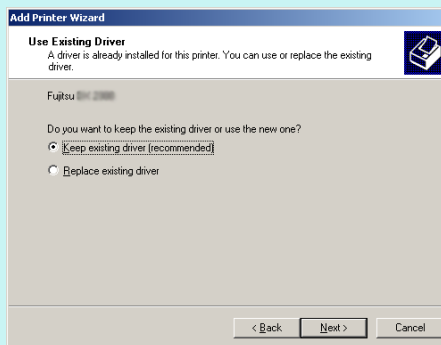 Add Printer Wizard
Use Existing Driver
A driver is already installed for this printer. You can use or replace the existing
driver.
Fujitsu
Do you want to keep the existing driver or use the new one?
Keep existing driver (recommended)
Replace existing driver
< Back
Next >
Cancel